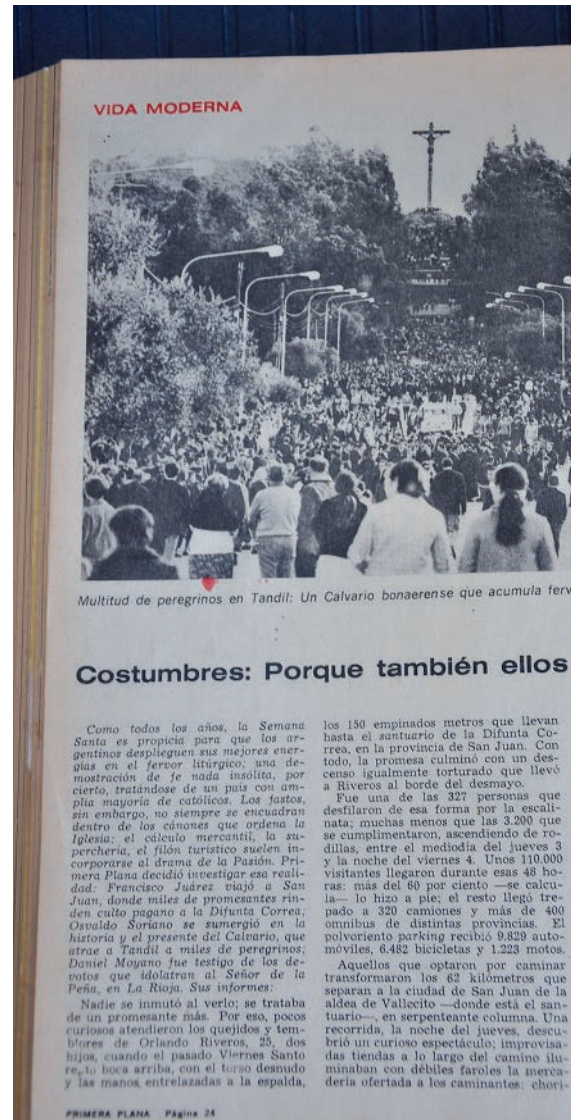 VIDA MODERNA
Multitud de peregrinos en Tandil: Un Calvario bonaerense que acumula ferv
Costumbres: Porque también ellos
Como todos los años, la Semana
Santa es propicia para que los ar-
gentinos desplieguen sus mejores ener-
gías en el fervor litúrgico; una de-
mostración de fe nada insólita, por
cierto, tratándose de un país con am-
plia mayoría de católicos. Los fastos,
sin embargo, no siempre se encuadran
dentro de los cánones que ordena la
Iglesia; el cálculo mercantil, la su-
perchería, el filón turístico suelen in-
corporarse al drama de la Pasión. Pri-
mera Plana decidió investigar esa reali-
dad: Francisco Juárez viajó a San
Juan, donde miles de promesantes rin-
den culto pagano a la Difunta Correa;
Osvaldo Soriano se sumergió en la
historia y el presente del Calvario, que
atrae a Tandil a miles de peregrinos;
Daniel Moyano fue testigo de los de-
votos que idolatran al Señor de la
Peña, en La Rioja. Sus informes:
Nadie se inmutó al verlo; se trataba
de un promesante más. Por eso, pocos
curiosos atendieron los quejidos y tem-
blores de Orlando Riveros, 25, dos
hijos, cuando el pasado Viernes Santo
reptó boca arriba, con el torso desnudo
y las manos entrelazadas a la espalda,
los 150 empinados metros que llevan
hasta el santuario de la Difunta Co-
rrea, en la provincia de San Juan. Con
todo, la promesa culminó con un des-
censo igualmente torturado que llevó
a Riveros al borde del desmayo.
Fue una de las 327 personas que
desfilaron de esa forma por la escali-
nata; muchas menos que las 3.200 que
se cumplimentaron, ascendiendo de ro-
dillas, entre el mediodía del jueves 3
y la noche del viernes 4. Unos 110.000
visitantes llegaron durante esas 48 ho-
ras: más del 60 por ciento —se calcu-
la— lo hizo a pie; el resto llegó tre-
pado a 320 camiones y más de 400
omnibus de distintas provincias. El
polvoriento parking recibió 9.829 auto-
móviles, 6.482 bicicletas y 1.223 motos.
Aquellos que optaron por caminar
transformaron los 62 kilómetros que
separan a la ciudad de San Juan de la
aldea de Vallecito —donde está el san-
tuario—, en serpenteante columna. Una
recorrida, la noche del jueves, descu-
brió un curioso espectáculo; improvisa-
das tiendas a lo largo del camino ilu-
minaban con débiles faroles la merca-
dería ofertada a los caminantes: chori-
PRIMERA PLANA Página 24